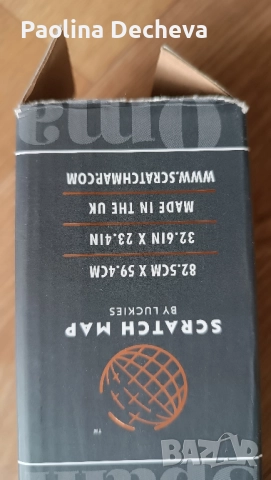 Paolina Decheva
SCRATCH MAP
BY LUCKIES
82.5CM X 59.4CM
32.6IN X 23.4IN
MADE IN THE UK
WWW.SCRATCHMAP.COM
BAZAR